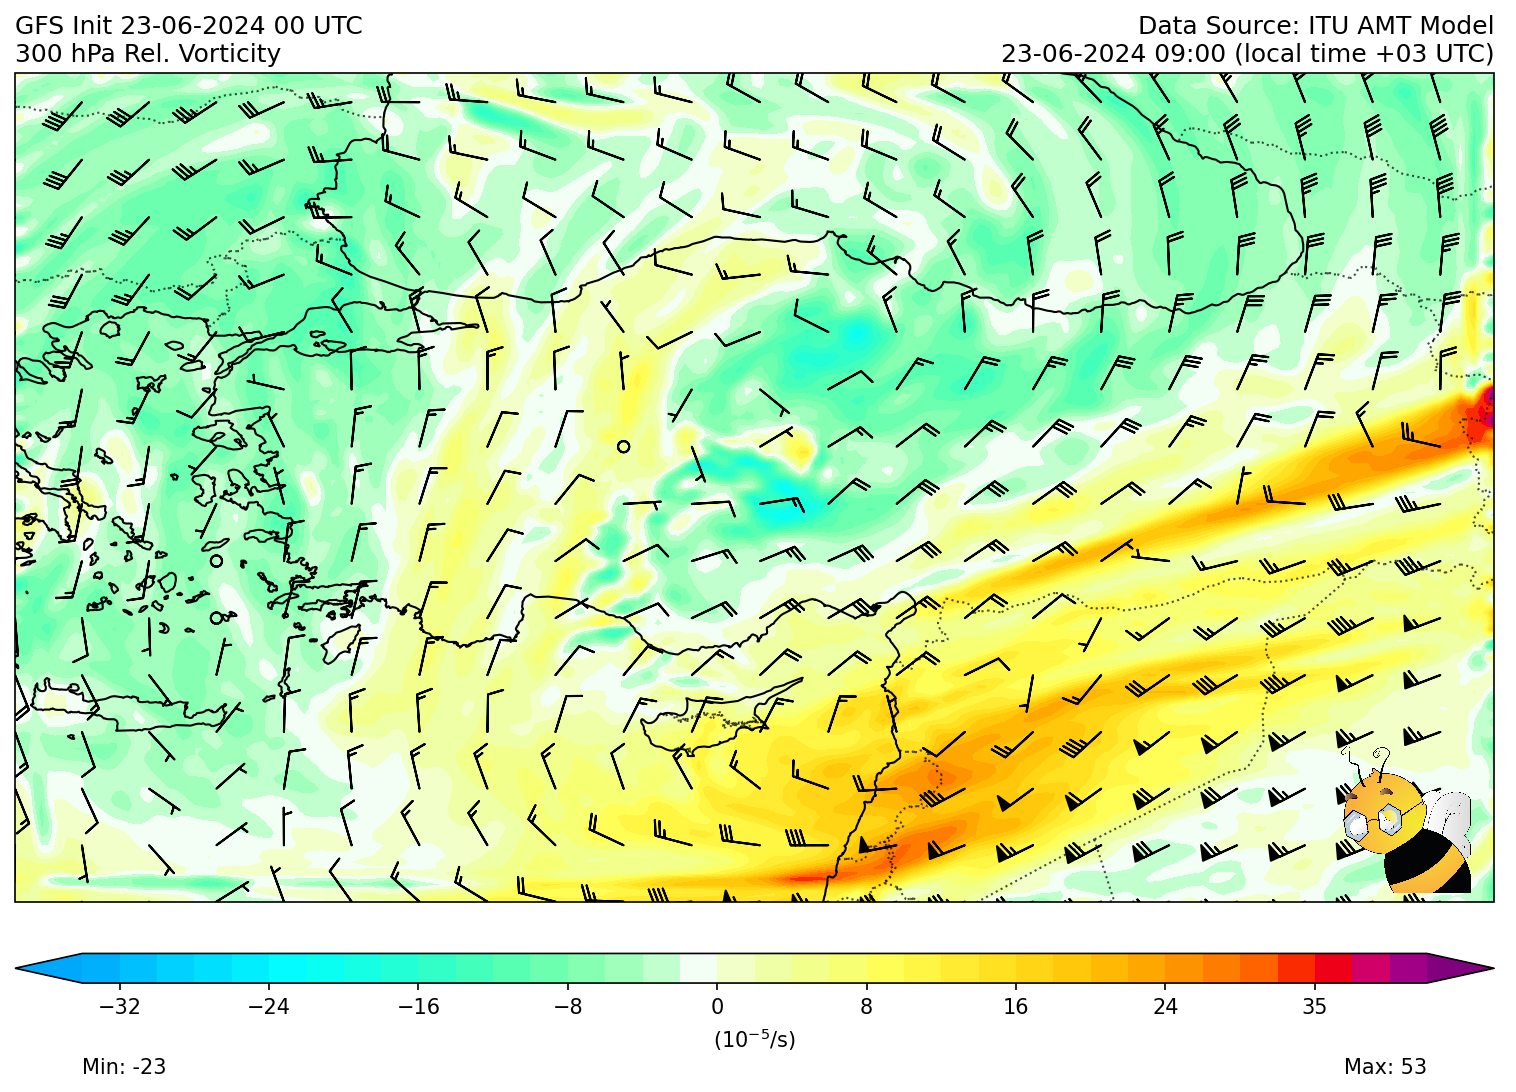 GFS Init 23-06-2024 00 UTC
300 hPa Rel. Vorticity
Data Source: ITU AMT Model
23-06-2024 09:00 (local time +03 UTC)
−32 −24 −16 −8 0 8 16 24 35
(10⁻⁵/s)
Min: -23
Max: 53